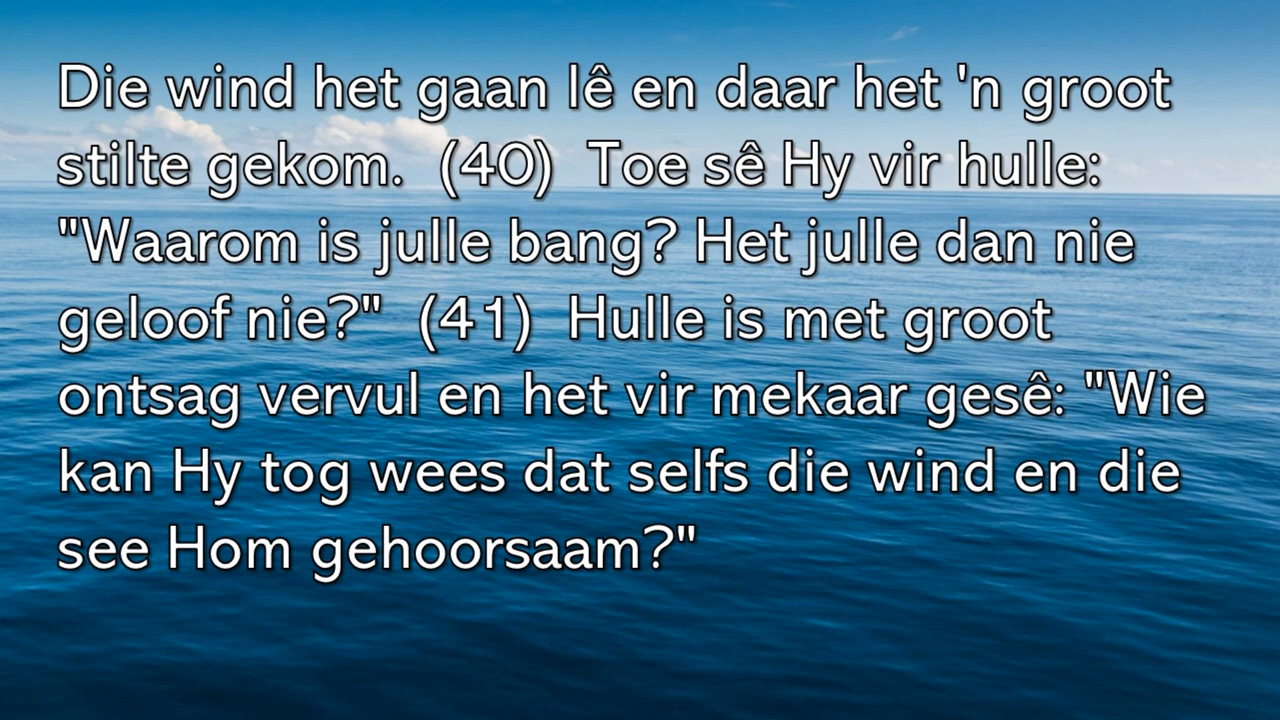 Die wind het gaan lê en daar het 'n groot
stilte gekom.  (40)  Toe sê Hy vir hulle:
"Waarom is julle bang? Het julle dan nie
geloof nie?"  (41)  Hulle is met groot
ontsag vervul en het vir mekaar gesê: "Wie
kan Hy tog wees dat selfs die wind en die
see Hom gehoorsaam?"